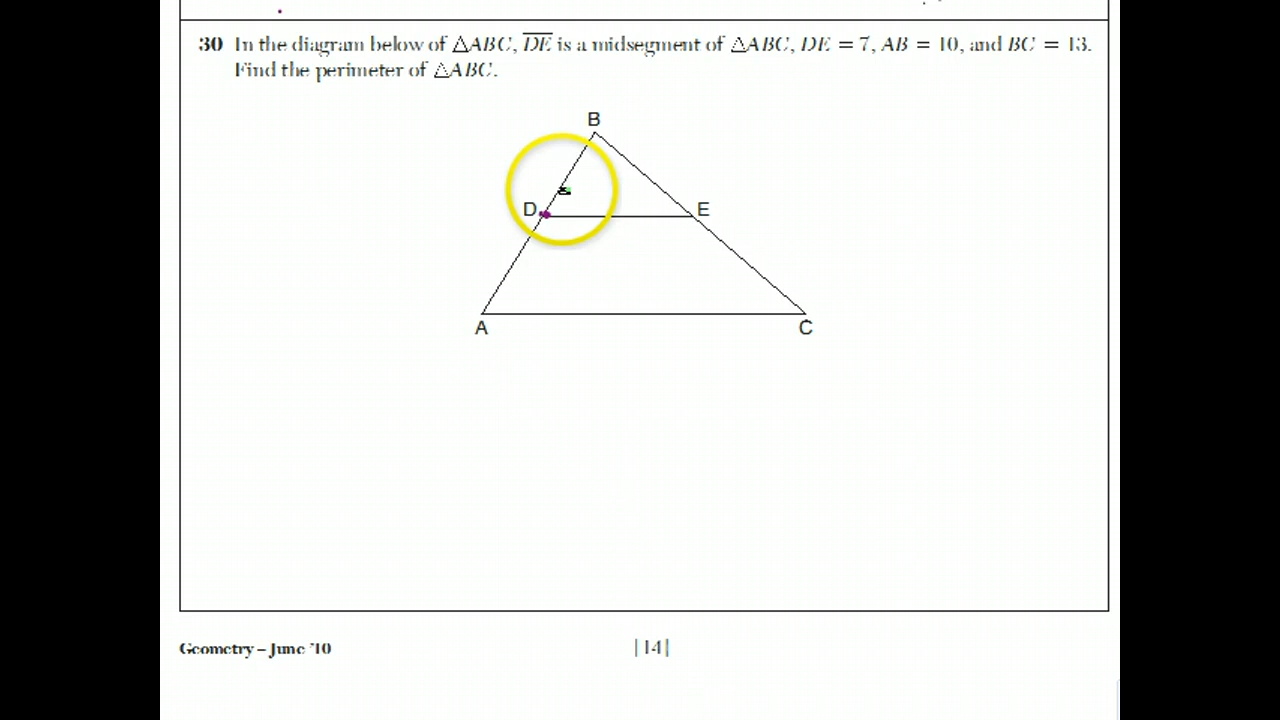 30 In the diagram below of △ABC, DE is a midsegment of △ABC, DE = 7, AB = 10, and BC = 13.
Find the perimeter of △ABC.
B
D
E
A
C
Geometry – June ’10
|14|